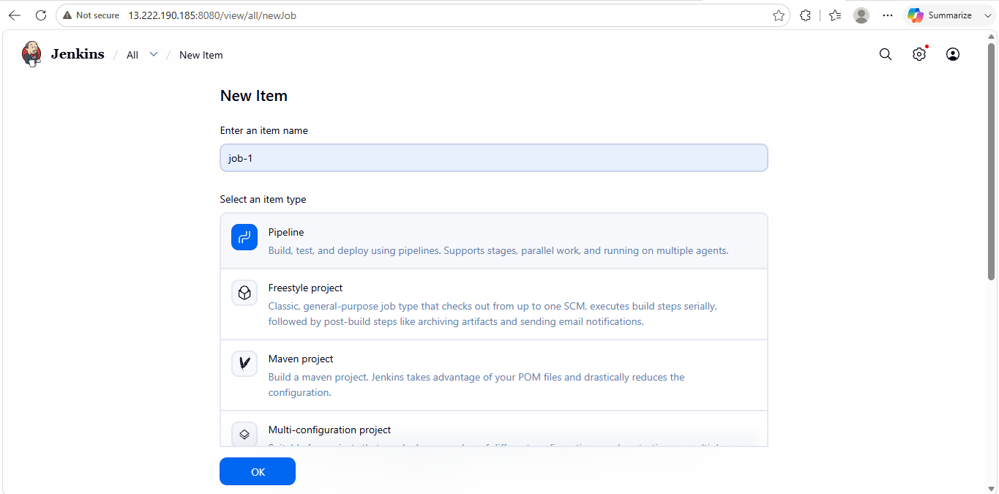 Not secure 13.222.190.185:8080/view/all/newJob Summarize
Jenkins / All / New Item
New Item
Enter an item name
job-1
Select an item type
Pipeline
Build, test, and deploy using pipelines. Supports stages, parallel work, and running on multiple agents.
Freestyle project
Classic, general-purpose job type that checks out from up to one SCM, executes build steps serially,
followed by post-build steps like archiving artifacts and sending email notifications.
Maven project
Build a maven project. Jenkins takes advantage of your POM files and drastically reduces the
configuration.
Multi-configuration project
OK